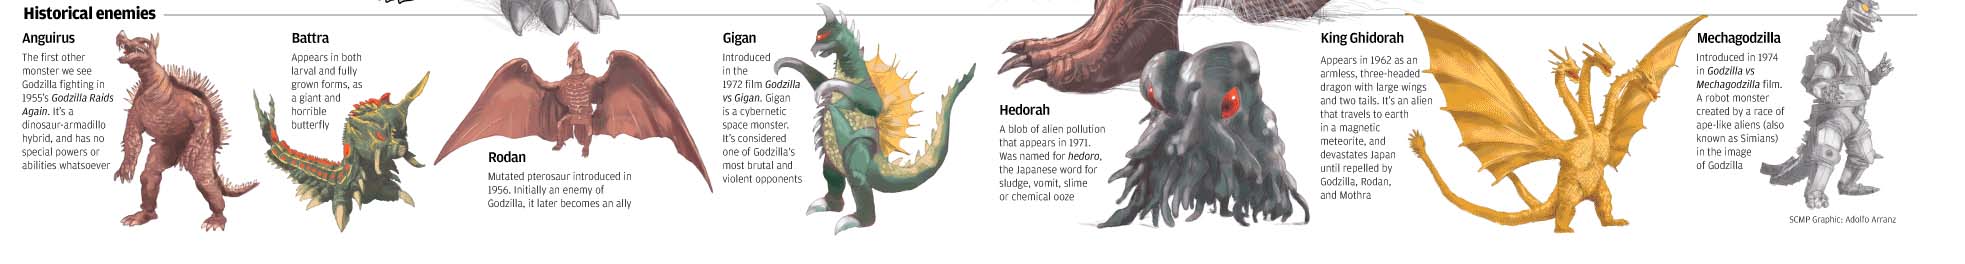 Historical enemies
Anguirus
The first other
monster we see
Godzilla fighting in
1955's Godzilla Raids
Again. It's a
dinosaur-armadillo
hybrid, and has no
special powers or
abilities whatsoever
Battra
Appears in both
larval and fully
grown forms, as
a giant and
horrible
butterfly
Rodan
Mutated pterosaur introduced in
1956. Initially an enemy of
Godzilla, it later becomes an ally
Gigan
Introduced
in the
1972 film Godzilla
vs Gigan. Gigan
is a cybernetic
space monster.
It's considered
one of Godzilla's
most brutal and
violent opponents
Hedorah
A blob of alien pollution
that appears in 1971.
Was named for hedoro,
the Japanese word for
sludge, vomit, slime
or chemical ooze
King Ghidorah
Appears in 1962 as an
armless, three-headed
dragon with large wings
and two tails. It's an alien
that travels to earth
in a magnetic
meteorite, and
devastates Japan
until repelled by
Godzilla, Rodan,
and Mothra
Mechagodzilla
Introduced in 1974
in Godzilla vs
Mechagodzilla film.
A robot monster
created by a race of
ape-like aliens (also
known as Simians)
in the image
of Godzilla
SCMP Graphic: Adolfo Arranz